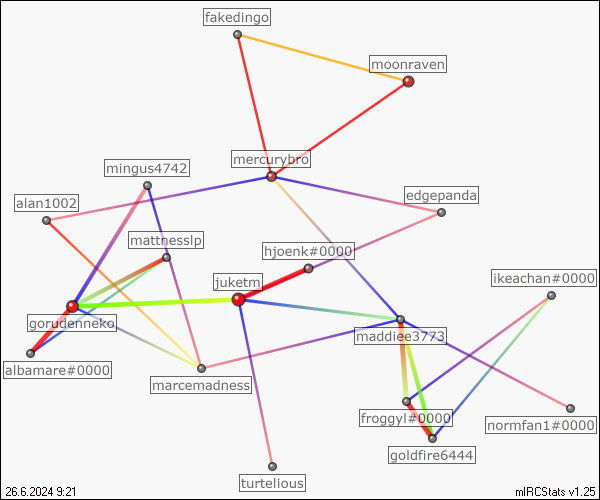 fakedingo
moonraven
mercurybro
mingus4742
edgepanda
alan1002
mattnesslp
hjoenk#0000
juketm
ikeachan#0000
gorudenneko
maddiee3773
albamare#0000
marcemadness
froggyl#0000
normfan1#0000
goldfire6444
turtelious
26.6.2024 9:21
mIRCStats v1.25